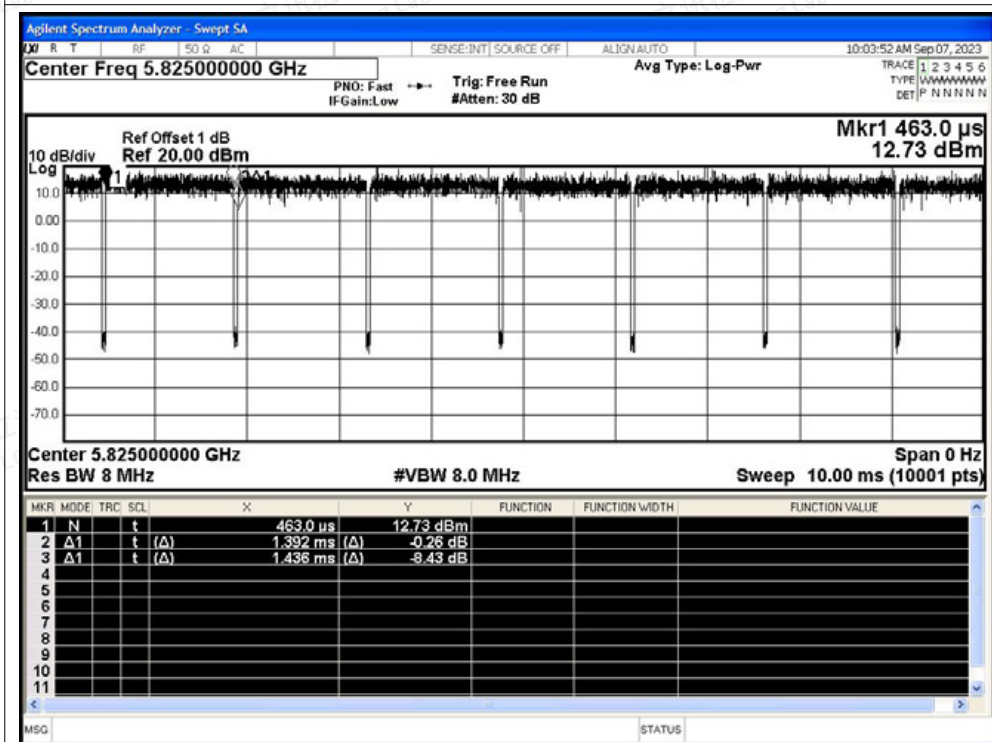 Agilent Spectrum Analyzer - Swept SA
LXI R T RF 50 Ω AC SENSE:INT SOURCE OFF ALIGN AUTO 10:03:52 AM Sep 07, 2023
Center Freq 5.825000000 GHz Avg Type: Log-Pwr TRACE 1 2 3 4 5 6
PNO: Fast Trig: Free Run TYPE WWWWWW
IFGain:Low #Atten: 30 dB DET P N N N N N
Mkr1 463.0 µs
Ref Offset 1 dB
10 dB/div Ref 20.00 dBm 12.73 dBm
Log
1
10.0
0.00
-10.0
-20.0
-30.0
-40.0
-50.0
-60.0
-70.0
Center 5.825000000 GHz Span 0 Hz
Res BW 8 MHz #VBW 8.0 MHz Sweep 10.00 ms (10001 pts)
MKR MODE TRC SCL X Y FUNCTION FUNCTION WIDTH FUNCTION VALUE
1 N t 463.0 µs 12.73 dBm
2 Δ1 t (Δ) 1.392 ms (Δ) -0.26 dB
3 Δ1 t (Δ) 1.436 ms (Δ) -8.43 dB
4
5
6
7
8
9
10
11
MSG STATUS